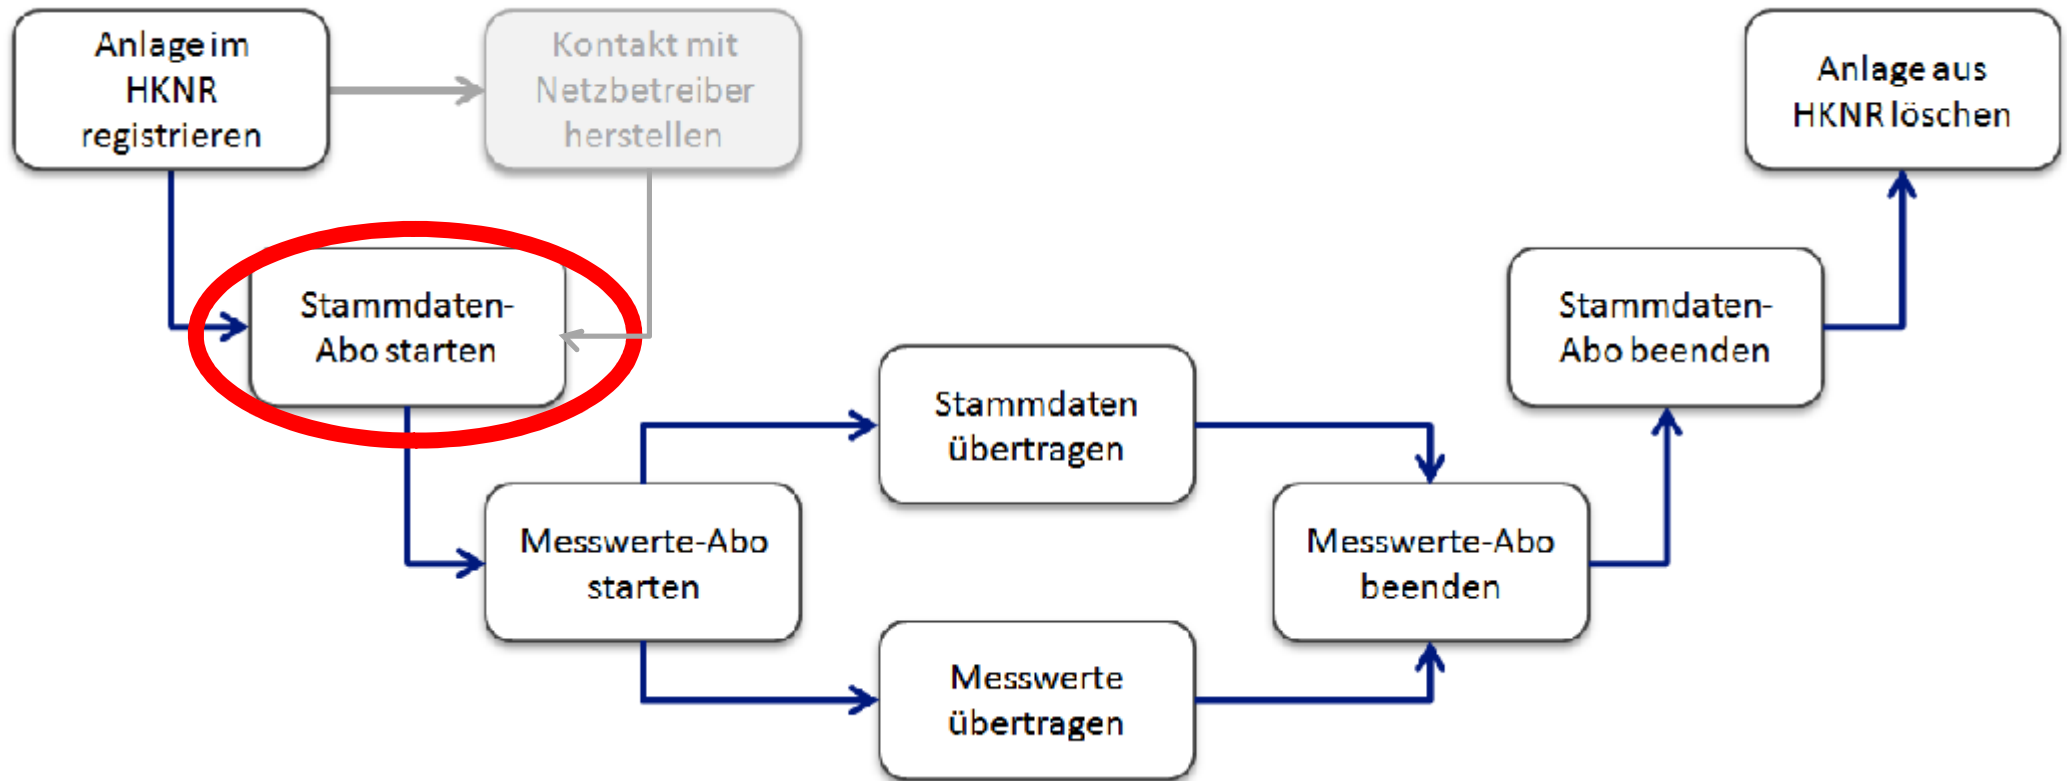 Anlage im
HKNR
registrieren
Kontakt mit
Netzbetreiber
herstellen
Anlage aus
HKNR löschen
Stammdaten-
Abo starten
Stammdaten-
Abo beenden
Stammdaten
übertragen
Messwerte-Abo
starten
Messwerte-Abo
beenden
Messwerte
übertragen